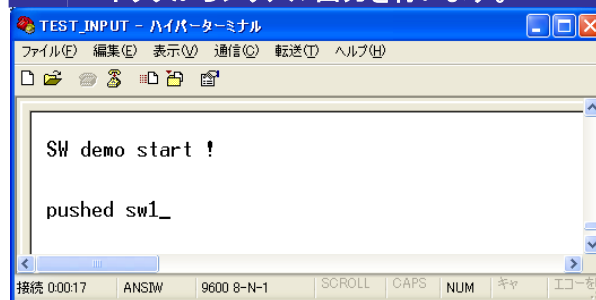 TEST_INPUT - ハイパーターミナル
ファイル(F) 編集(E) 表示(V) 通信(C) 転送(T) ヘルプ(H)
SW demo start !
pushed sw1_
接続 0:00:17 ANSIW 9600 8-N-1 SCROLL CAPS NUM キャ エコーを